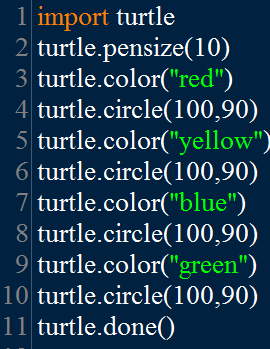 1 import turtle
2 turtle.pensize(10)
3 turtle.color("red")
4 turtle.circle(100,90)
5 turtle.color("yellow")
6 turtle.circle(100,90)
7 turtle.color("blue")
8 turtle.circle(100,90)
9 turtle.color("green")
10 turtle.circle(100,90)
11 turtle.done()